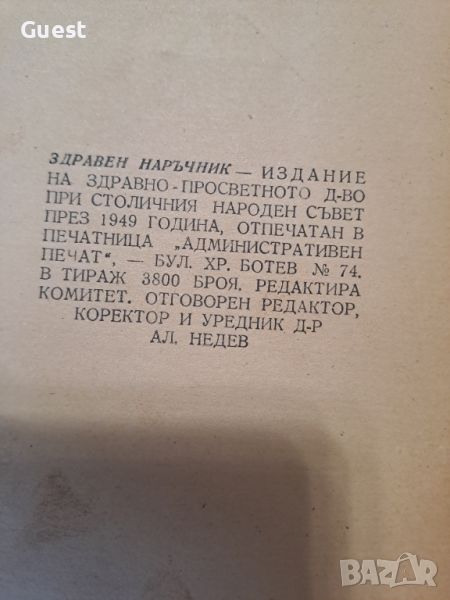 Guest
ЗДРАВЕН НАРЪЧНИК — ИЗДАНИЕ
НА ЗДРАВНО-ПРОСВЕТНОТО Д-ВО
ПРИ СТОЛИЧНИЯ НАРОДЕН СЪВЕТ
ПРЕЗ 1949 ГОДИНА, ОТПЕЧАТАН В
ПЕЧАТНИЦА „АДМИНИСТРАТИВЕН
ПЕЧАТ“, — БУЛ. ХР. БОТЕВ № 74.
В ТИРАЖ 3800 БРОЯ. РЕДАКТИРА
КОМИТЕТ. ОТГОВОРЕН РЕДАКТОР,
КОРЕКТОР И УРЕДНИК Д-Р
АЛ. НЕДЕВ
BAZAR